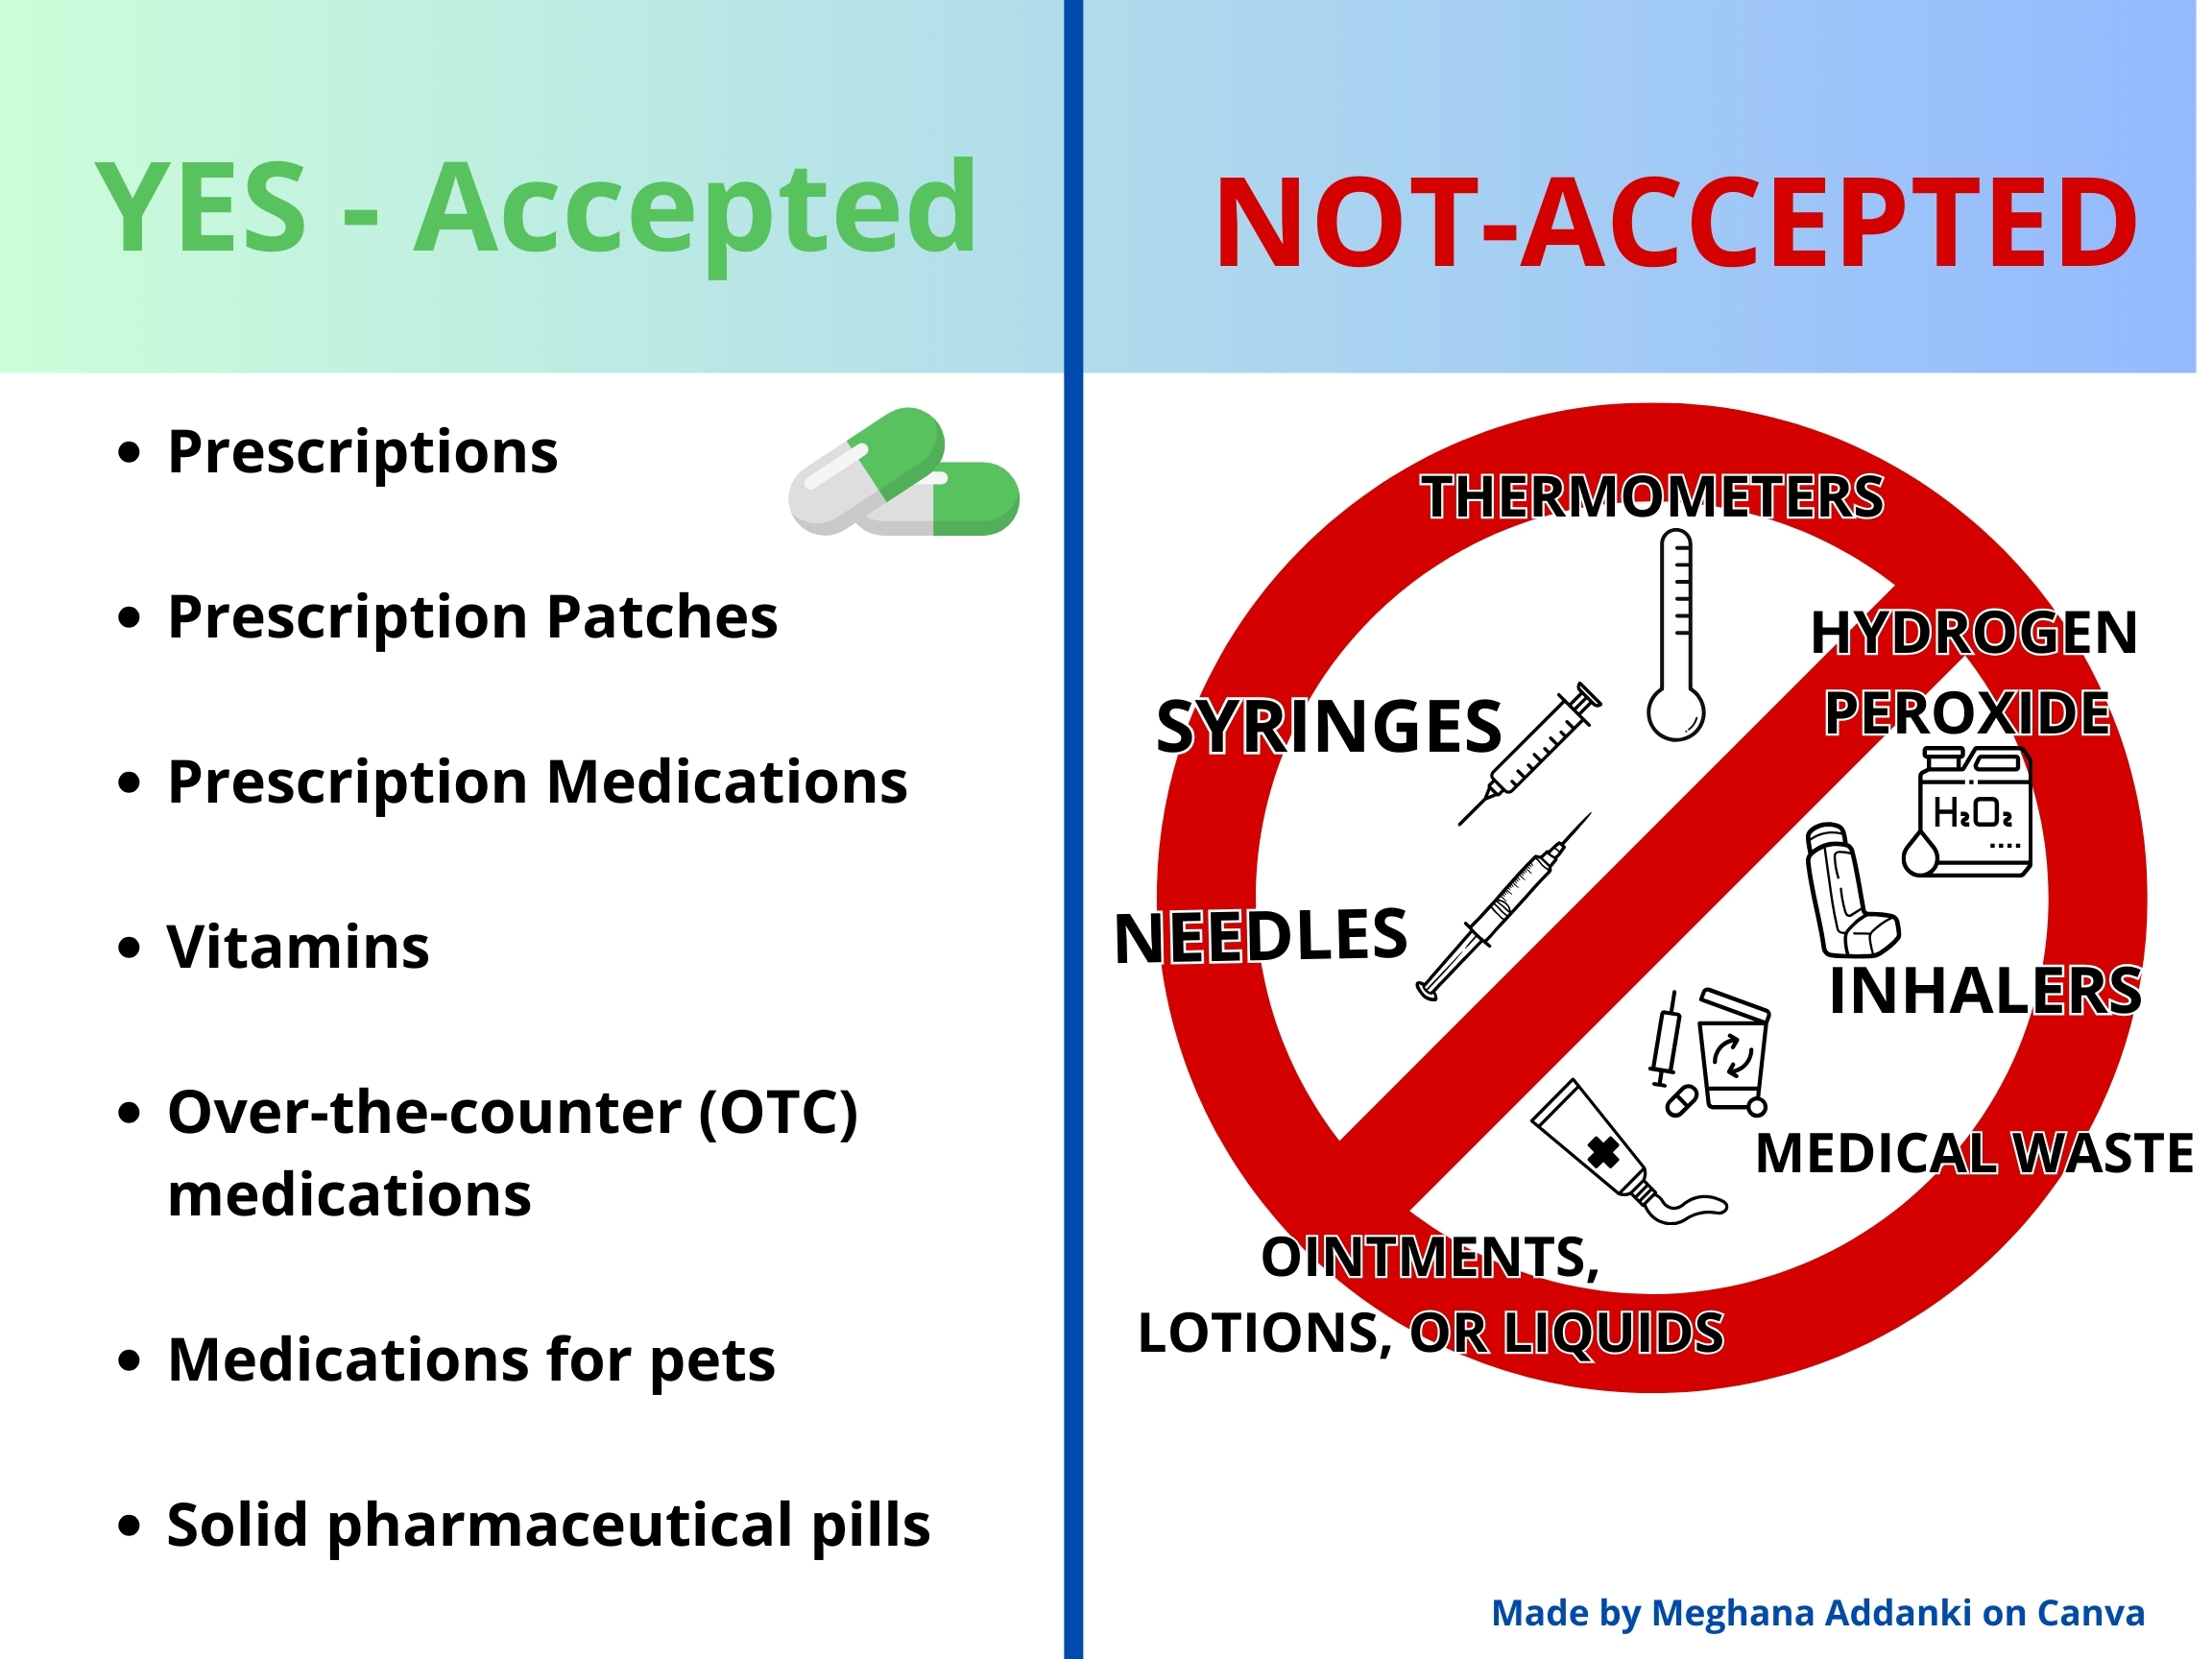 YES - Accepted
NOT-ACCEPTED
• Prescriptions
• Prescription Patches
• Prescription Medications
• Vitamins
• Over-the-counter (OTC)
medications
• Medications for pets
• Solid pharmaceutical pills
THERMOMETERS
HYDROGEN
PEROXIDE
H₂O₂
SYRINGES
NEEDLES
INHALERS
MEDICAL WASTE
OINTMENTS,
LOTIONS, OR LIQUIDS
Made by Meghana Addanki on Canva